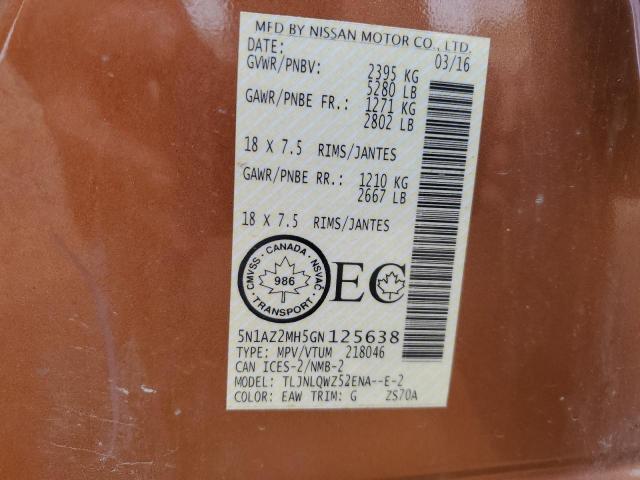 MFD BY NISSAN MOTOR CO., LTD.
DATE: 03/16
GVWR/PNBV: 2395 KG
5280 LB
GAWR/PNBE FR.: 1271 KG
2802 LB
18 X 7.5 RIMS/JANTES
GAWR/PNBE RR.: 1210 KG
2667 LB
18 X 7.5 RIMS/JANTES
CMVSS - CANADA - NSVAC
986
TRANSPORT
EC
5N1AZ2MH5GN125638
TYPE: MPV/VTUM 218046
CAN ICES-2/NMB-2
MODEL: TLJNLQWZ52ENA--E-2
COLOR: EAW TRIM: G ZS70A